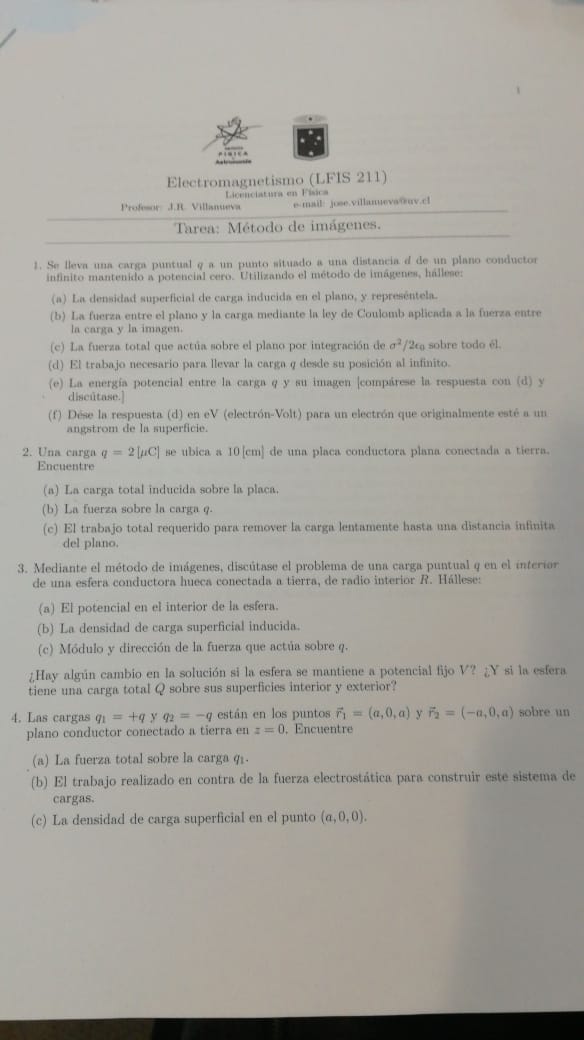 1
FISICA
Astronomía
Electromagnetismo (LFIS 211)
Licenciatura en Física
Profesor: J.R. Villanueva e-mail: jose.villanueva@uv.cl
Tarea: Método de imágenes.
1. Se lleva una carga puntual q a un punto situado a una distancia d de un plano conductor
infinito mantenido a potencial cero. Utilizando el método de imágenes, hállese:
(a) La densidad superficial de carga inducida en el plano, y represéntela.
(b) La fuerza entre el plano y la carga mediante la ley de Coulomb aplicada a la fuerza entre
la carga y la imagen.
(c) La fuerza total que actúa sobre el plano por integración de σ²/2ε₀ sobre todo él.
(d) El trabajo necesario para llevar la carga q desde su posición al infinito.
(e) La energía potencial entre la carga q y su imagen [compárese la respuesta con (d) y
discútase.]
(f) Dése la respuesta (d) en eV (electrón-Volt) para un electrón que originalmente esté a un
angstrom de la superficie.
2. Una carga q = 2 [μC] se ubica a 10 [cm] de una placa conductora plana conectada a tierra.
Encuentre
(a) La carga total inducida sobre la placa.
(b) La fuerza sobre la carga q.
(c) El trabajo total requerido para remover la carga lentamente hasta una distancia infinita
del plano.
3. Mediante el método de imágenes, discútase el problema de una carga puntual q en el interior
de una esfera conductora hueca conectada a tierra, de radio interior R. Hállese:
(a) El potencial en el interior de la esfera.
(b) La densidad de carga superficial inducida.
(c) Módulo y dirección de la fuerza que actúa sobre q.
¿Hay algún cambio en la solución si la esfera se mantiene a potencial fijo V? ¿Y si la esfera
tiene una carga total Q sobre sus superficies interior y exterior?
4. Las cargas q₁ = +q y q₂ = −q están en los puntos r⃗₁ = (a, 0, a) y r⃗₂ = (−a, 0, a) sobre un
plano conductor conectado a tierra en z = 0. Encuentre
(a) La fuerza total sobre la carga q₁.
(b) El trabajo realizado en contra de la fuerza electrostática para construir este sistema de
cargas.
(c) La densidad de carga superficial en el punto (a, 0, 0).